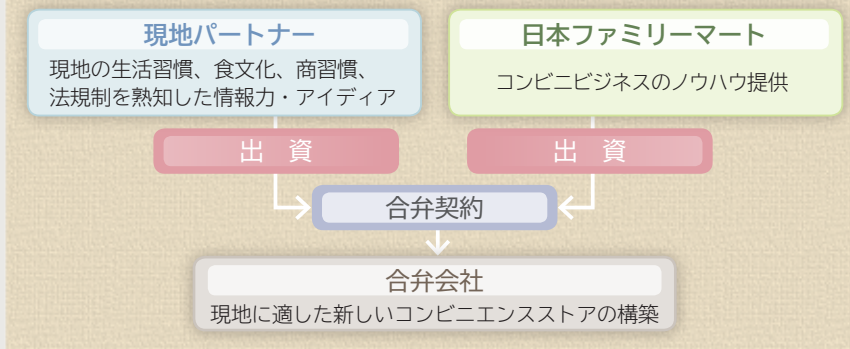 現地パートナー
現地の生活習慣、食文化、商習慣、
法規制を熟知した情報力・アイディア
日本ファミリーマート
コンビニビジネスのノウハウ提供
出 資
出 資
合弁契約
合弁会社
現地に適した新しいコンビニエンスストアの構築